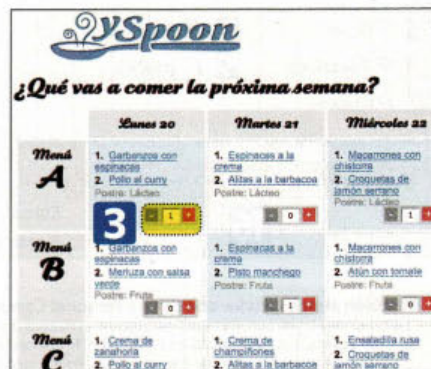 ySpoon
¿Qué vas a comer la próxima semana?
Lunes 20
Martes 21
Miércoles 22
Menú
A
1. Garbanzos con
espinacas
2. Pollo al curry
Postre: Lácteo
3
- 1 +
1. Espinacas a la
crema
2. Alitas a la barbacoa
Postre: Lácteo
- 0 +
1. Macarrones con
chistorra
2. Croquetas de
jamón serrano
Postre: Lácteo
- 1 +
Menú
B
1. Garbanzos con
espinacas
2. Merluza con salsa
verde
Postre: Fruta
- 0 +
1. Espinacas a la
crema
2. Pisto manchego
Postre: Fruta
- 1 +
1. Macarrones con
chistorra
2. Atún con tomate
Postre: Fruta
- 0 +
Menú
C
1. Crema de
zanahoria
2. Pollo al curry
1. Crema de
champiñones
2. Alitas a la barbacoa
1. Ensaladilla rusa
2. Croquetas de
jamón serrano